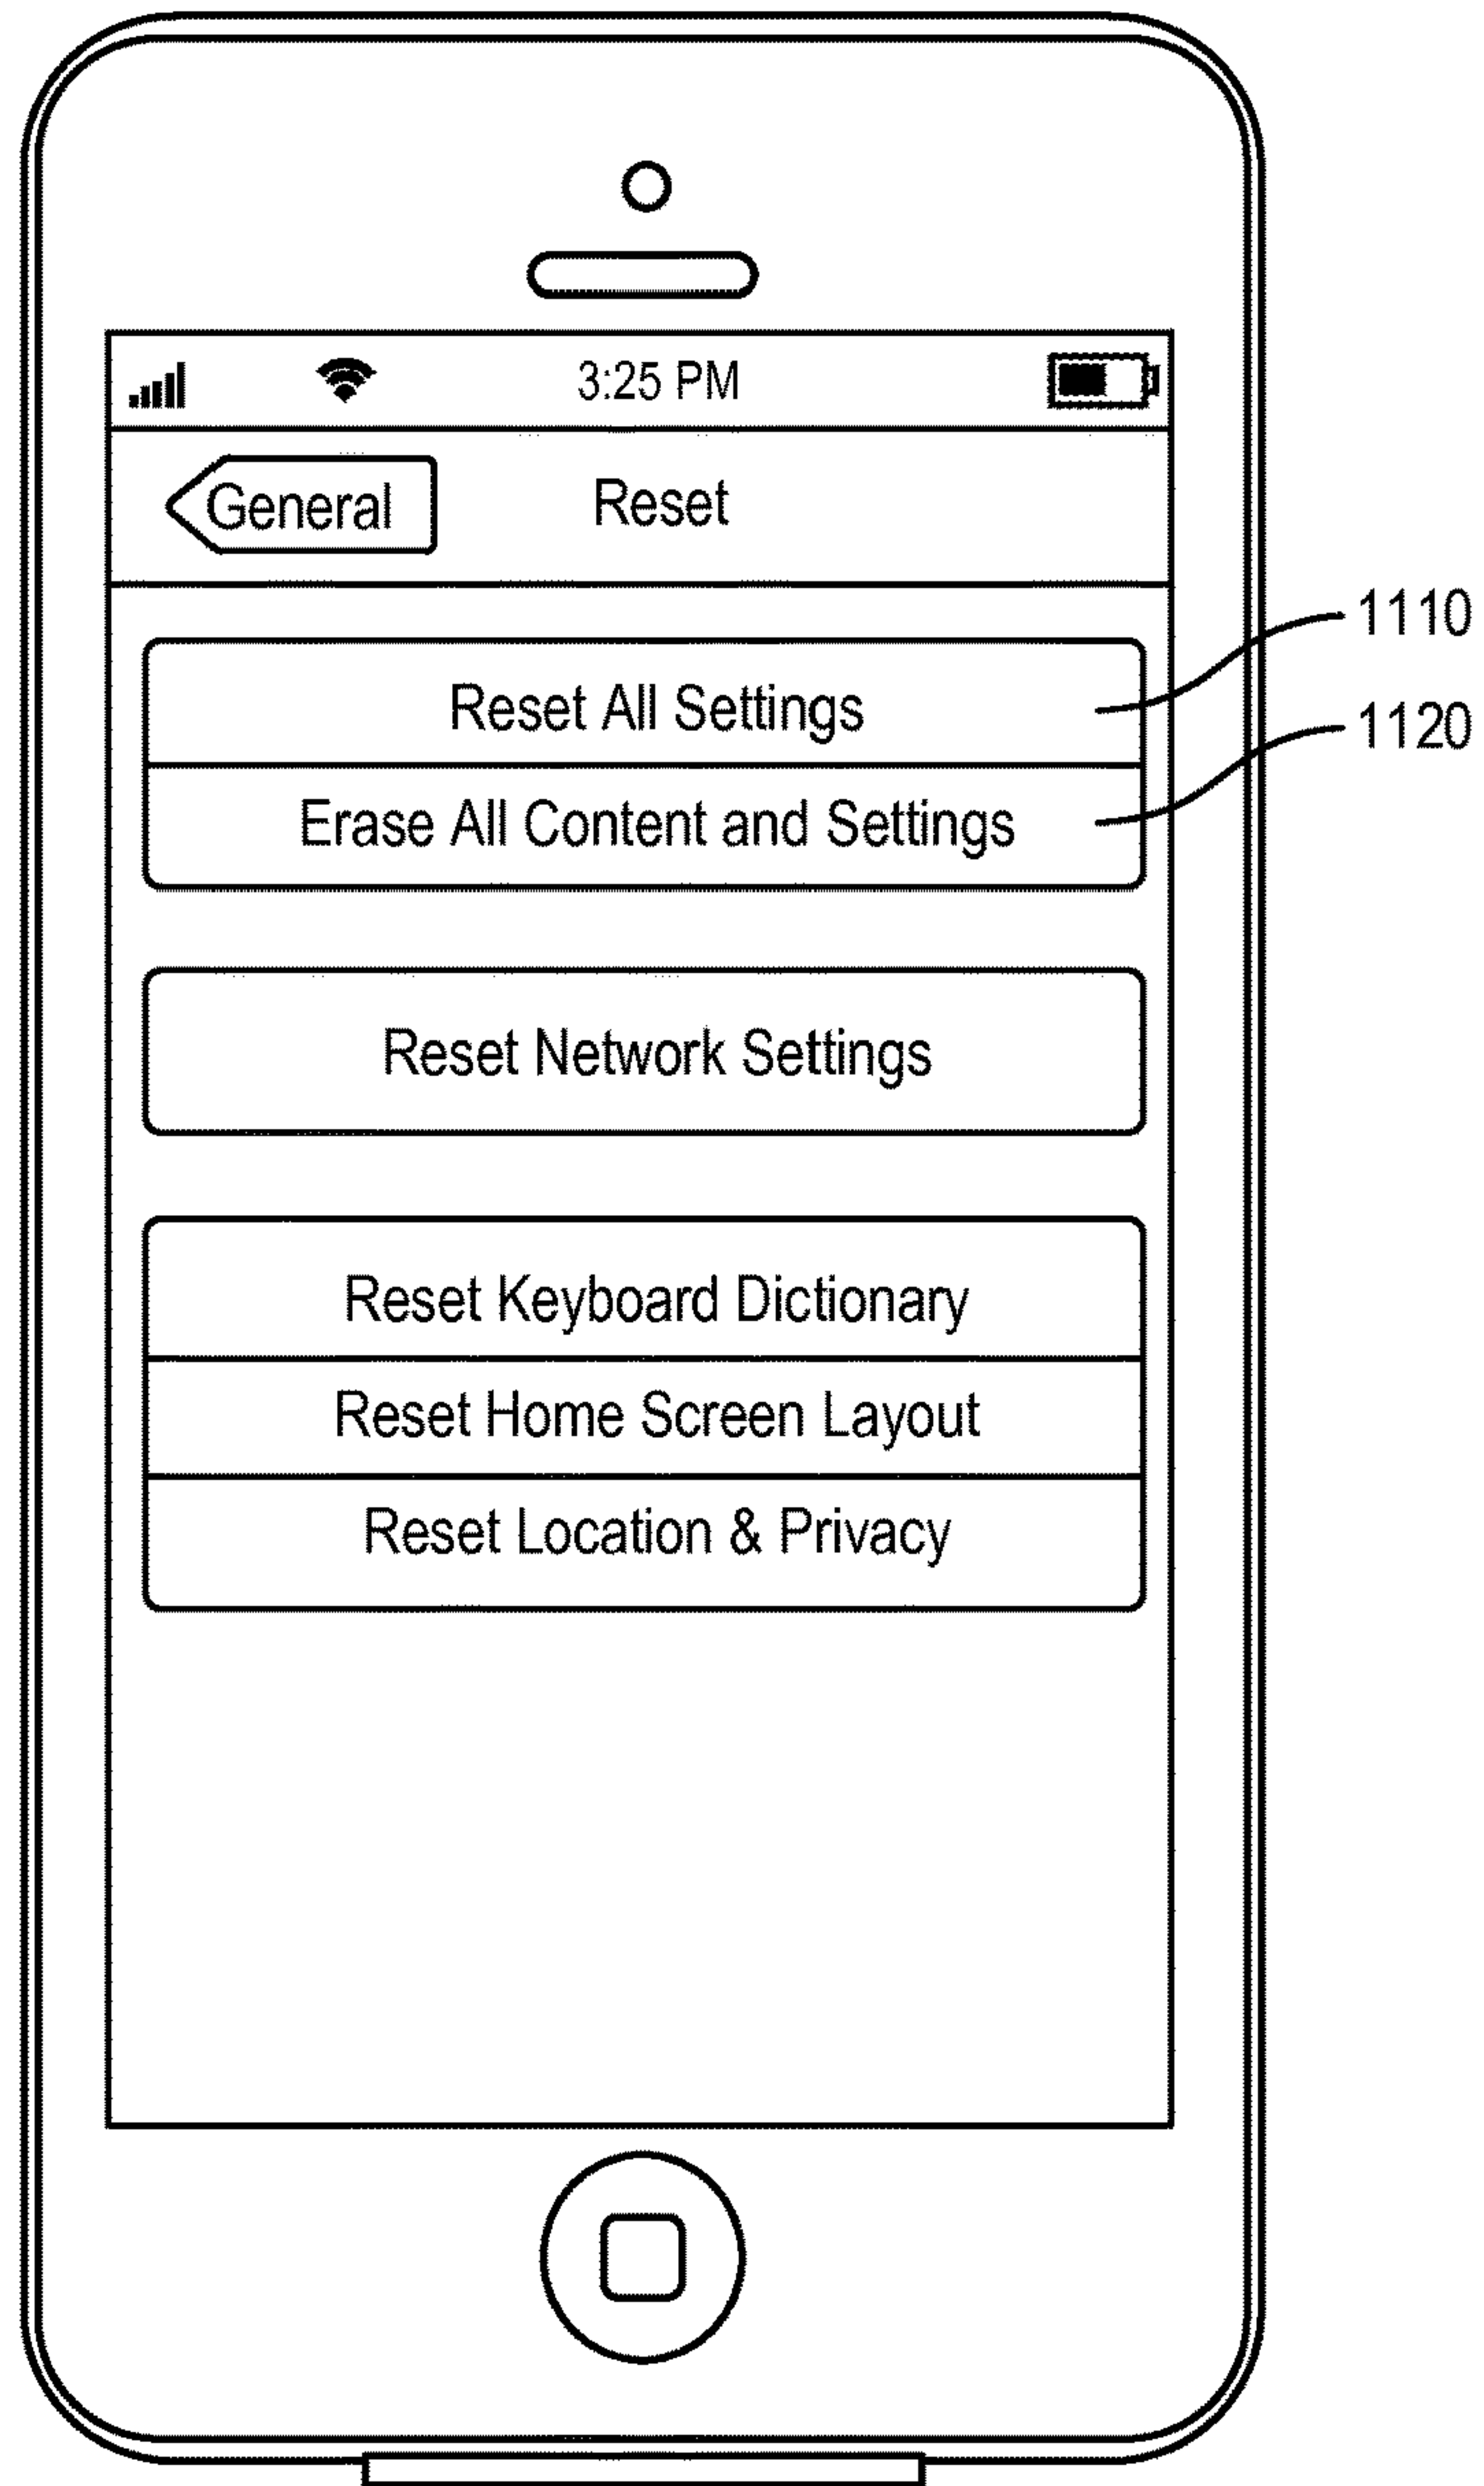 3:25 PM
General Reset
1110
Reset All Settings
1120
Erase All Content and Settings
Reset Network Settings
Reset Keyboard Dictionary
Reset Home Screen Layout
Reset Location & Privacy